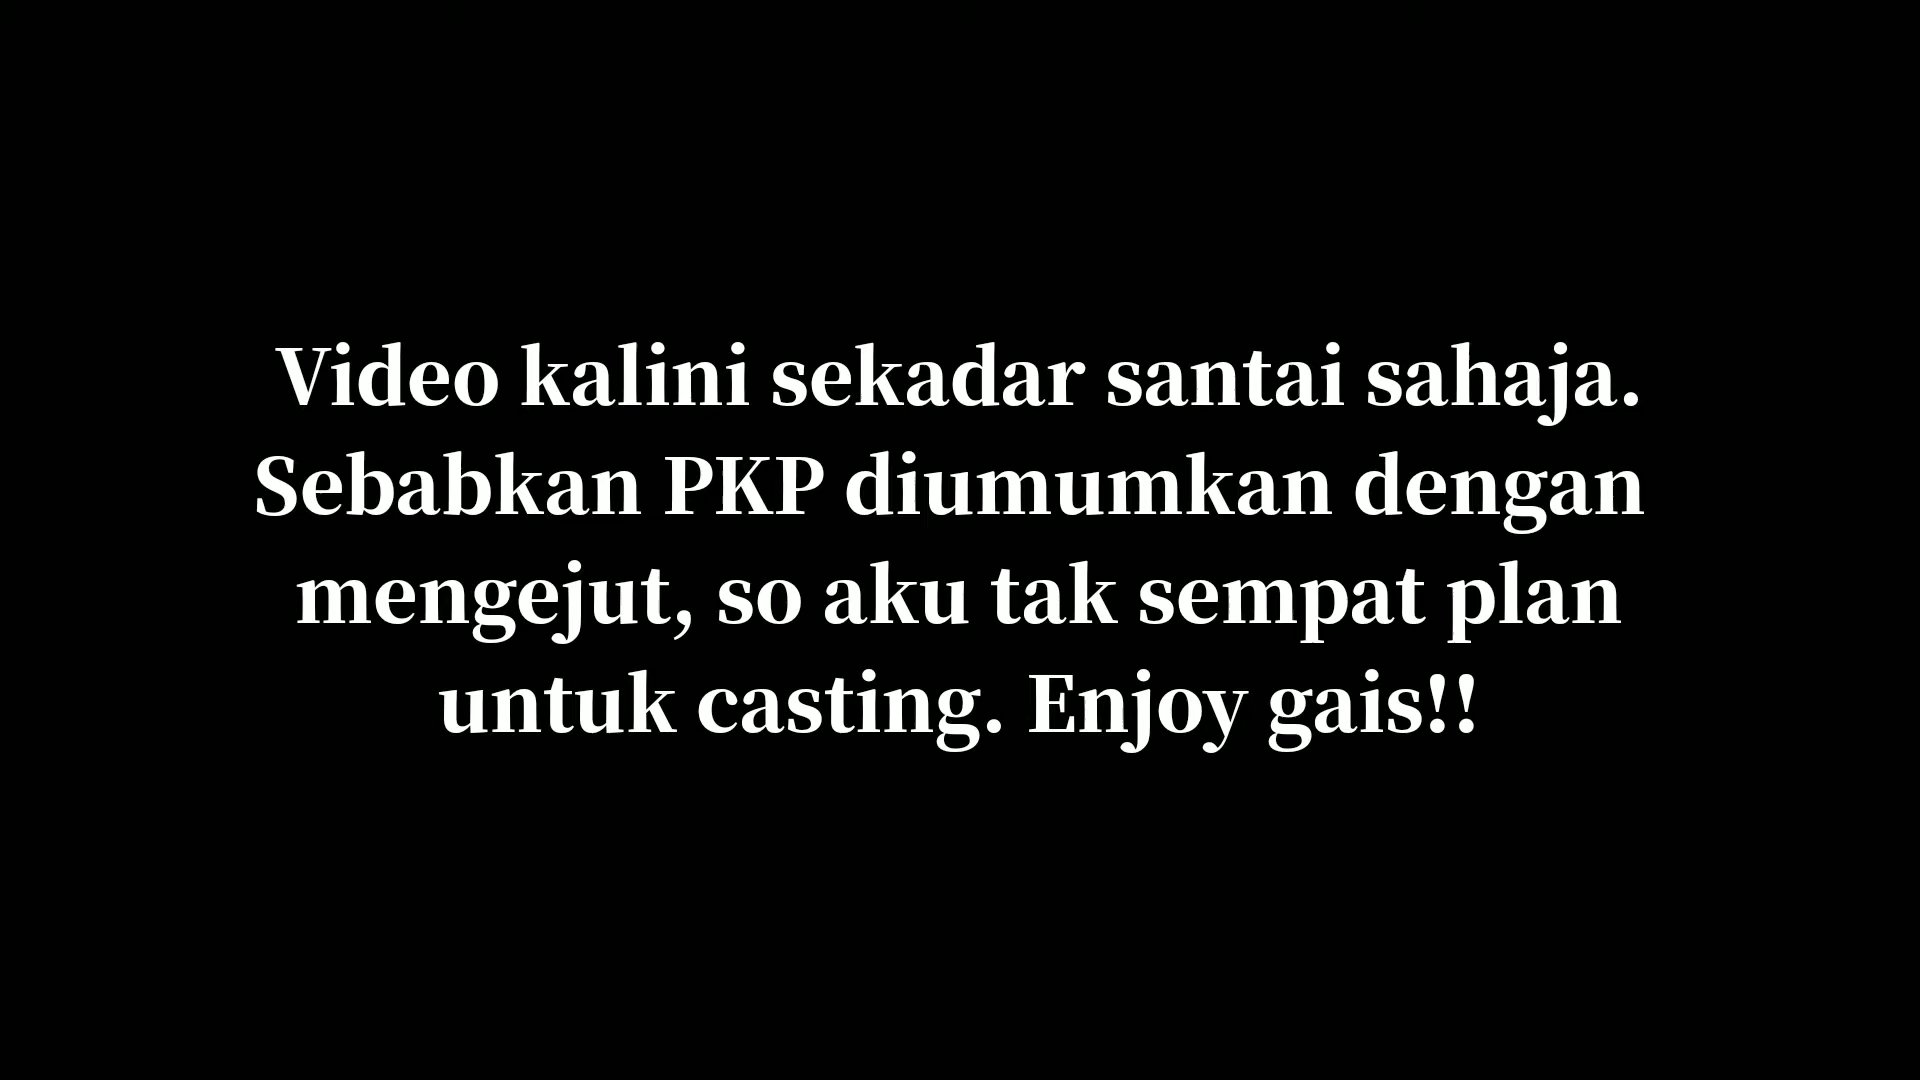 Video kalini sekadar santai sahaja.
Sebabkan PKP diumumkan dengan
mengejut, so aku tak sempat plan
untuk casting. Enjoy gais!!